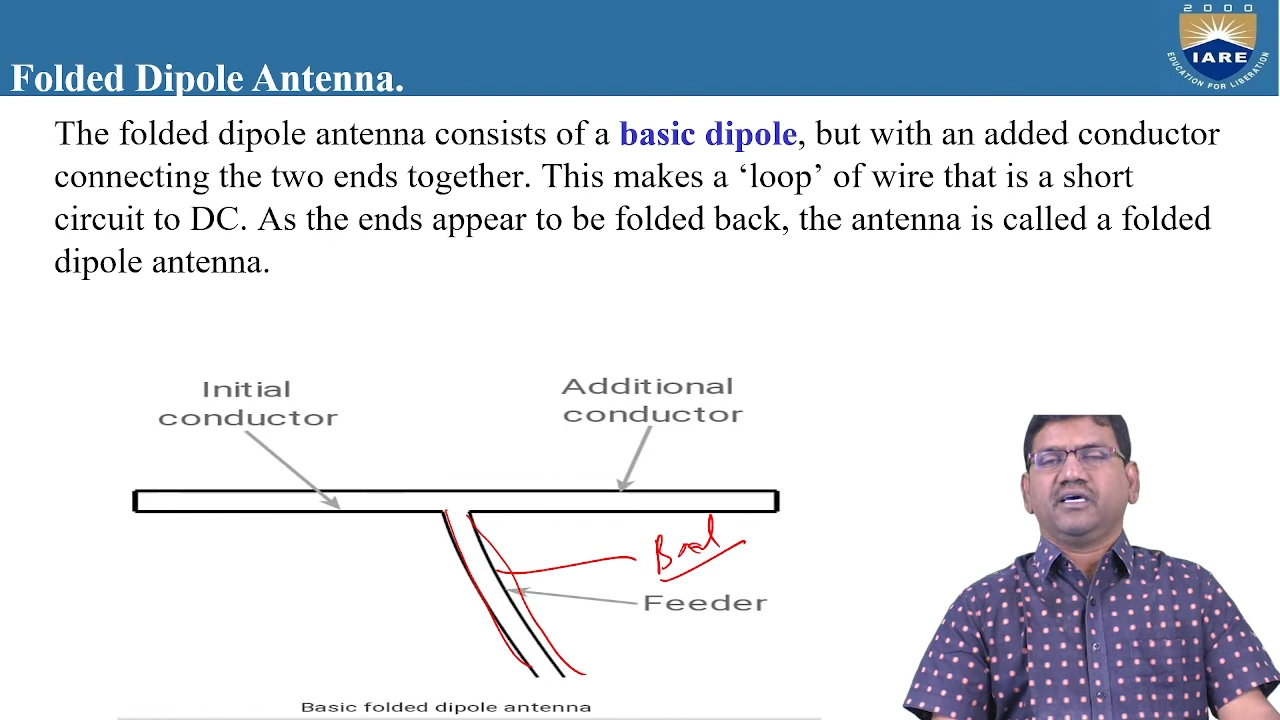 2000
IARE
EDUCATION FOR LIBERATION
Folded Dipole Antenna.
The folded dipole antenna consists of a basic dipole, but with an added conductor
connecting the two ends together. This makes a ‘loop’ of wire that is a short
circuit to DC. As the ends appear to be folded back, the antenna is called a folded
dipole antenna.
Initial
conductor
Additional
conductor
Feeder
Basic folded dipole antenna